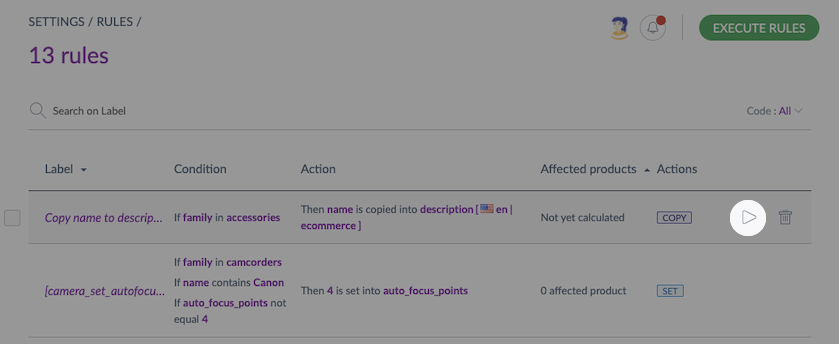 SETTINGS / RULES /
EXECUTE RULES
13 rules
Search on Label
Code : All
Label Condition Action Affected products Actions
Copy name to descrip... If family in accessories Then name is copied into description [ en | Not yet calculated COPY
ecommerce ]
If family in camcorders
If name contains Canon
[camera_set_autofocu... Then 4 is set into auto_focus_points 0 affected product SET
If auto_focus_points not
equal 4